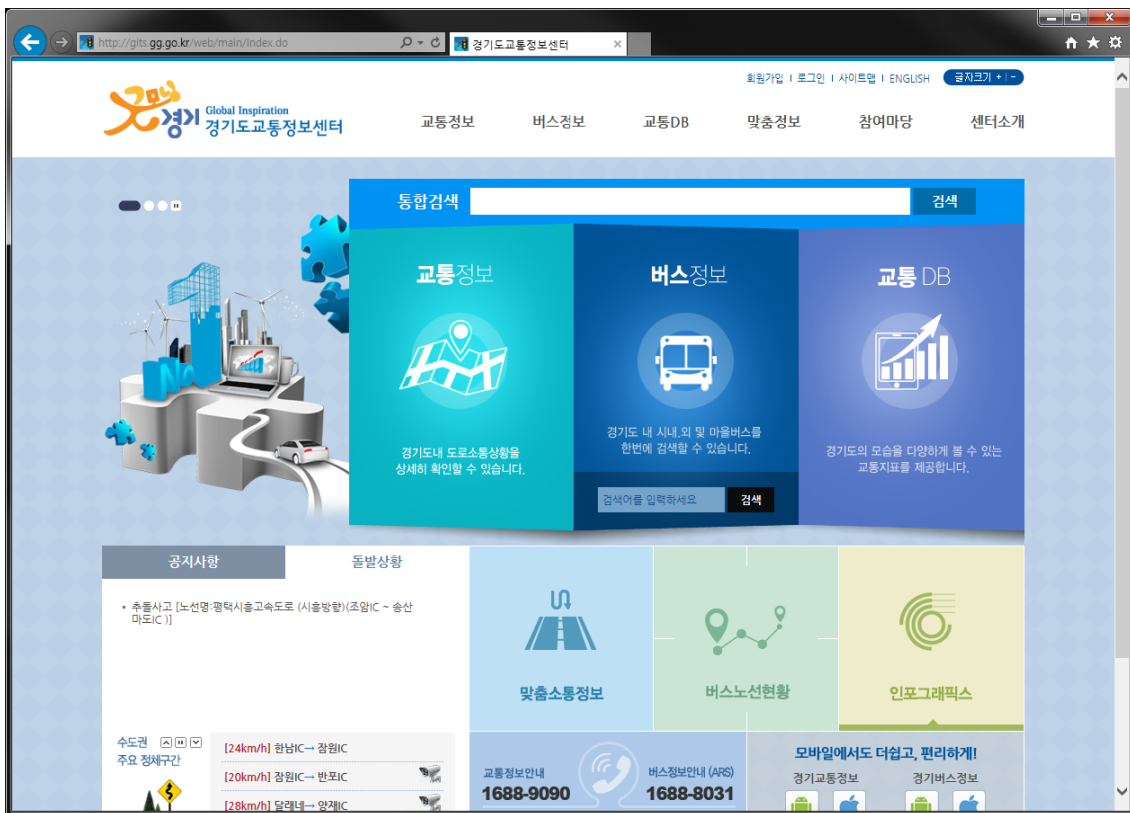 http://gits.gg.go.kr/web/main/index.do
경기도교통정보센터
회원가입 | 로그인 | 사이트맵 | ENGLISH 글자크기 + | -
경기
Global Inspiration
경기도교통정보센터
교통정보 버스정보 교통DB 맞춤정보 참여마당 센터소개
통합검색 검색
교통정보
경기도내 도로소통상황을
상세히 확인할 수 있습니다.
버스정보
경기도 내 시내.외 및 마을버스를
한번에 검색할 수 있습니다.
검색어를 입력하세요 검색
교통 DB
경기도의 모습을 다양하게 볼 수 있는
교통지표를 제공합니다.
1
No
공지사항 돌발상황
• 추돌사고 [노선명:평택시흥고속도로 (시흥방향)(조암IC ~ 송산
마도IC )]
맞춤소통정보
버스노선현황
인포그래픽스
수도권
주요 정체구간
[24km/h] 한남IC→ 잠원IC
[20km/h] 잠원IC→ 반포IC
[28km/h] 달래네→ 양재IC
교통정보안내
1688-9090
버스정보안내 (ARS)
1688-8031
모바일에서도 더쉽고, 편리하게!
경기교통정보 경기버스정보